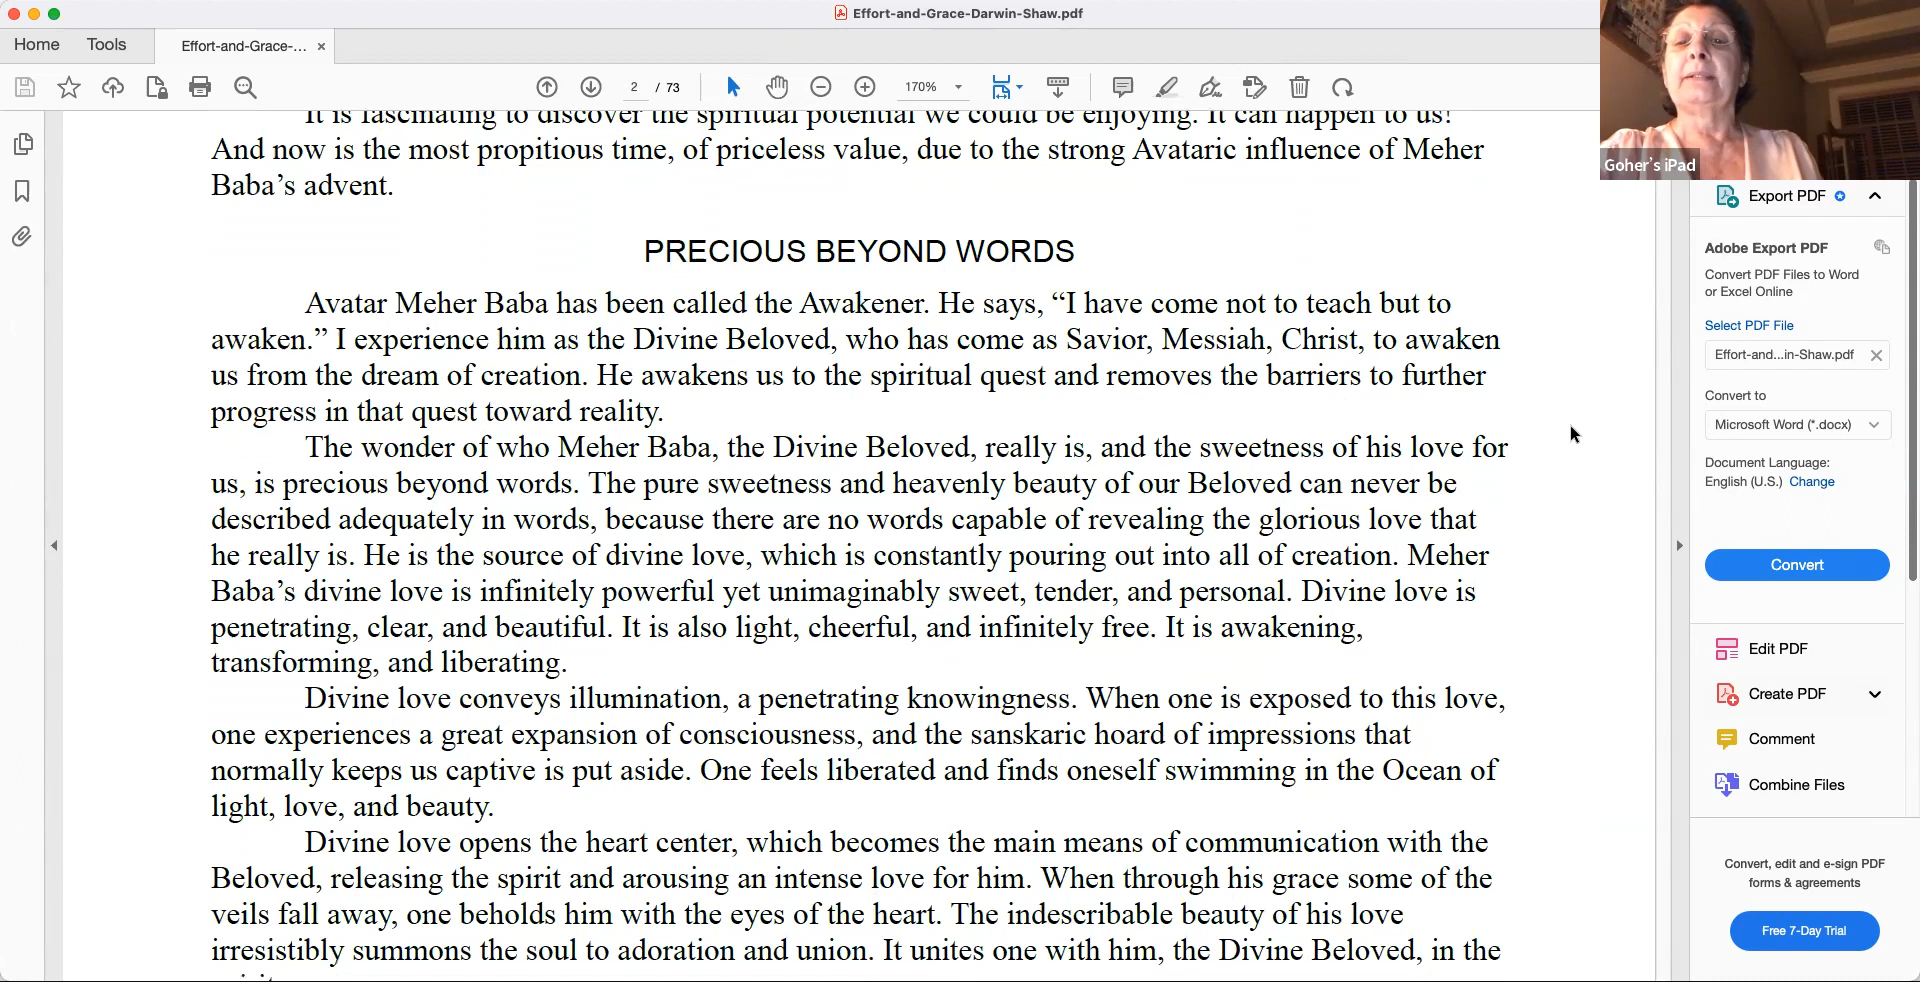 Effort-and-Grace-Darwin-Shaw.pdf
Home Tools Effort-and-Grace-... ×
2 / 73 170%
It is fascinating to discover the spiritual potential we could be enjoying. It can happen to us!
And now is the most propitious time, of priceless value, due to the strong Avataric influence of Meher
Baba’s advent.
PRECIOUS BEYOND WORDS
Avatar Meher Baba has been called the Awakener. He says, “I have come not to teach but to
awaken.” I experience him as the Divine Beloved, who has come as Savior, Messiah, Christ, to awaken
us from the dream of creation. He awakens us to the spiritual quest and removes the barriers to further
progress in that quest toward reality.
The wonder of who Meher Baba, the Divine Beloved, really is, and the sweetness of his love for
us, is precious beyond words. The pure sweetness and heavenly beauty of our Beloved can never be
described adequately in words, because there are no words capable of revealing the glorious love that
he really is. He is the source of divine love, which is constantly pouring out into all of creation. Meher
Baba’s divine love is infinitely powerful yet unimaginably sweet, tender, and personal. Divine love is
penetrating, clear, and beautiful. It is also light, cheerful, and infinitely free. It is awakening,
transforming, and liberating.
Divine love conveys illumination, a penetrating knowingness. When one is exposed to this love,
one experiences a great expansion of consciousness, and the sanskaric hoard of impressions that
normally keeps us captive is put aside. One feels liberated and finds oneself swimming in the Ocean of
light, love, and beauty.
Divine love opens the heart center, which becomes the main means of communication with the
Beloved, releasing the spirit and arousing an intense love for him. When through his grace some of the
veils fall away, one beholds him with the eyes of the heart. The indescribable beauty of his love
irresistibly summons the soul to adoration and union. It unites one with him, the Divine Beloved, in the
Goher's iPad
Export PDF
Adobe Export PDF
Convert PDF Files to Word
or Excel Online
Select PDF File
Effort-and...in-Shaw.pdf
Convert to
Microsoft Word (*.docx)
Document Language:
English (U.S.) Change
Convert
Edit PDF
Create PDF
Comment
Combine Files
Convert, edit and e-sign PDF
forms & agreements
Free 7-Day Trial